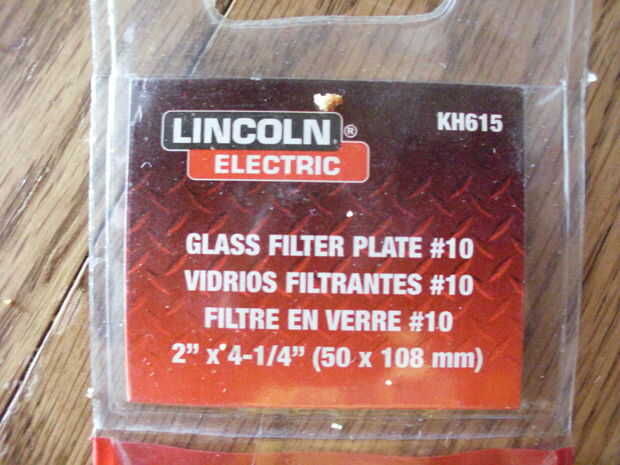 LINCOLN ®
ELECTRIC
KH615
GLASS FILTER PLATE #10
VIDRIOS FILTRANTES #10
FILTRE EN VERRE #10
2” x 4-1/4” (50 x 108 mm)